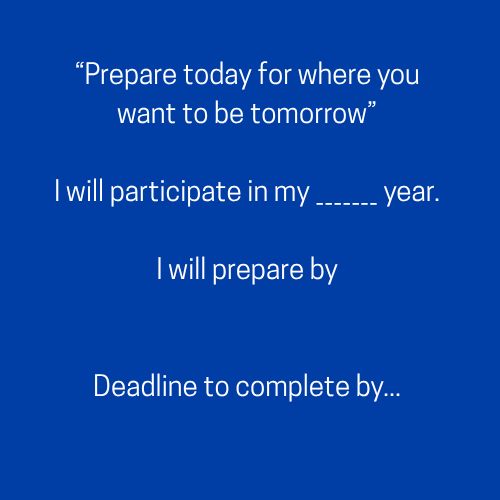 “Prepare today for where you
want to be tomorrow”
I will participate in my _______ year.
I will prepare by
Deadline to complete by...